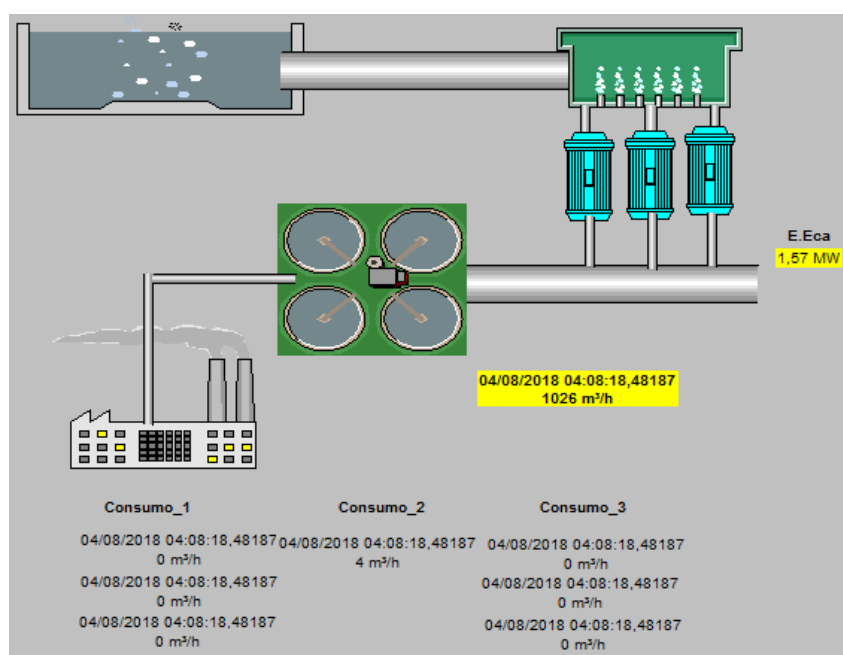 E.Eca
1,57 MW
04/08/2018 04:08:18,48187
1026 m³/h
Consumo_1 Consumo_2 Consumo_3
04/08/2018 04:08:18,48187 04/08/2018 04:08:18,48187 04/08/2018 04:08:18,48187
0 m³/h 4 m³/h 0 m³/h
04/08/2018 04:08:18,48187 04/08/2018 04:08:18,48187
0 m³/h 0 m³/h
04/08/2018 04:08:18,48187 04/08/2018 04:08:18,48187
0 m³/h 0 m³/h